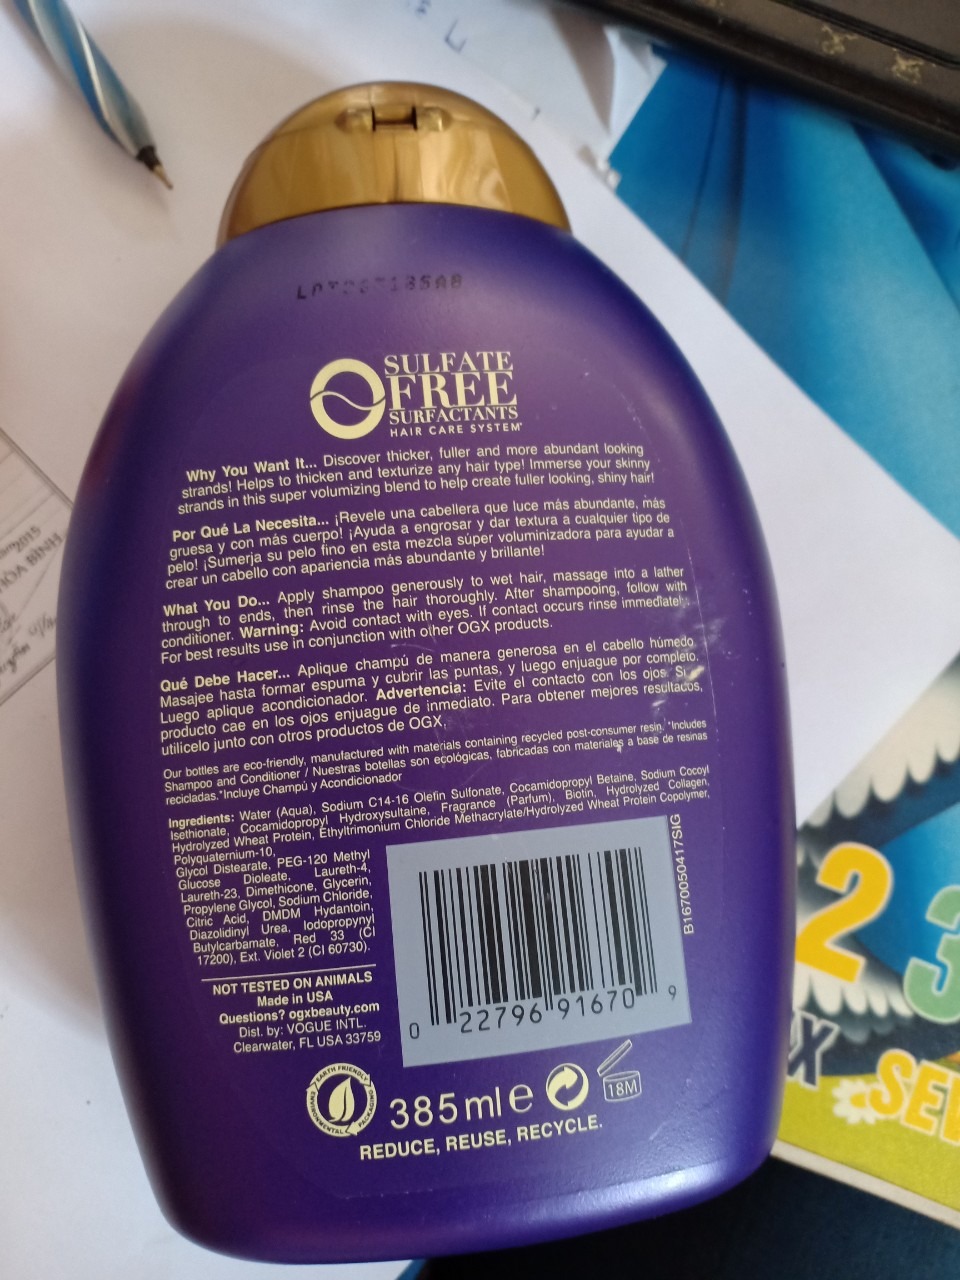 SULFATE
FREE
SURFACTANTS
HAIR CARE SYSTEM
Why You Want It... Discover thicker, fuller and more abundant looking
strands! Helps to thicken and texturize any hair type! Immerse your skinny
strands in this super volumizing blend to help create fuller looking, shiny hair!
Por Qué La Necesita... ¡Revele una cabellera que luce más abundante, más
gruesa y con más cuerpo! ¡Ayuda a engrosar y dar textura a cualquier tipo de
pelo! ¡Sumerja su pelo fino en esta mezcla súper voluminizadora para ayudar a
crear un cabello con apariencia más abundante y brillante!
What You Do... Apply shampoo generously to wet hair, massage into a lather
through to ends, then rinse the hair thoroughly. After shampooing, follow with
conditioner. Warning: Avoid contact with eyes. If contact occurs rinse immediately.
For best results use in conjunction with other OGX products.
Qué Debe Hacer... Aplique champú de manera generosa en el cabello húmedo.
Masajee hasta formar espuma y cubrir las puntas, y luego enjuague por completo.
Luego aplique acondicionador. Advertencia: Evite el contacto con los ojos. Si
producto cae en los ojos enjuague de inmediato. Para obtener mejores resultados,
utilícelo junto con otros productos de OGX.
Our bottles are eco-friendly, manufactured with materials containing recycled post-consumer resin. *Includes
Shampoo and Conditioner / Nuestras botellas son ecológicas, fabricadas con materiales a base de resinas
recicladas.*Incluye Champú y Acondicionador
Ingredients: Water (Aqua), Sodium C14-16 Olefin Sulfonate, Cocamidopropyl Betaine, Sodium Cocoyl
Isethionate, Cocamidopropyl Hydroxysultaine, Fragrance (Parfum), Biotin, Hydrolyzed Collagen,
Hydrolyzed Wheat Protein, Ethyltrimonium Chloride Methacrylate/Hydrolyzed Wheat Protein Copolymer,
Polyquaternium-10,
Glycol Distearate, PEG-120 Methyl
Glucose Dioleate, Laureth-4,
Laureth-23, Dimethicone, Glycerin,
Propylene Glycol, Sodium Chloride,
Citric Acid, DMDM Hydantoin,
Diazolidinyl Urea, Iodopropynyl
Butylcarbamate, Red 33 (CI
17200), Ext. Violet 2 (CI 60730).
NOT TESTED ON ANIMALS
Made in USA
Questions? ogxbeauty.com
Dist. by: VOGUE INTL.
Clearwater, FL USA 33759
0 22796 91670 9
B1670050417SIG
EARTH FRIENDLY
ENVIRONMENTAL PACKAGING
385ml e
18M
REDUCE, REUSE, RECYCLE.
2
3
2015